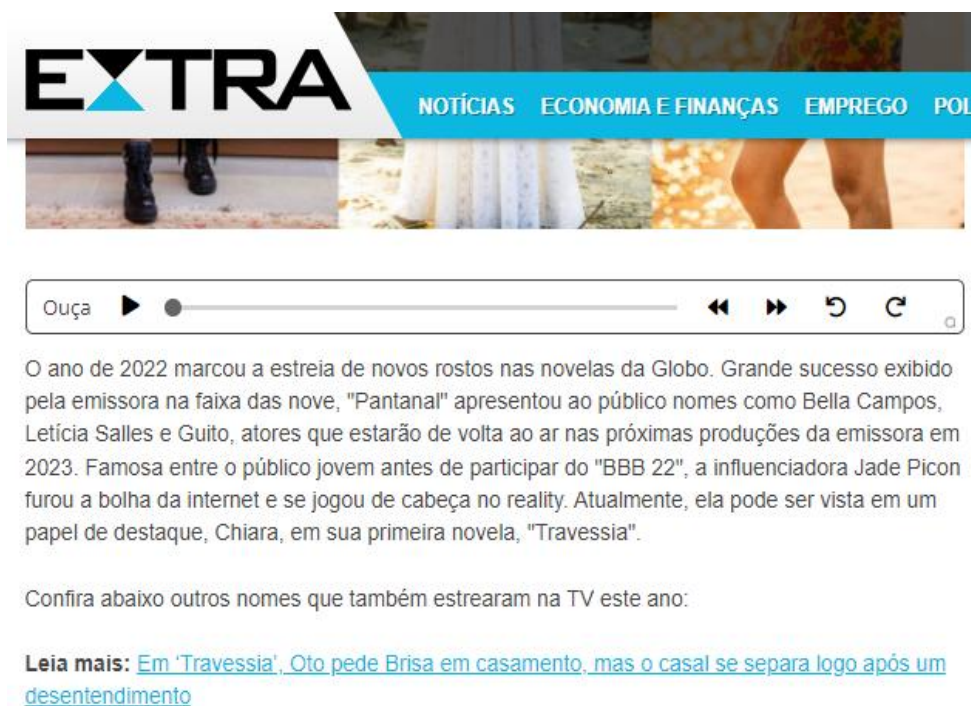 EXTRA
NOTÍCIAS ECONOMIA E FINANÇAS EMPREGO POL
Ouça
O ano de 2022 marcou a estreia de novos rostos nas novelas da Globo. Grande sucesso exibido
pela emissora na faixa das nove, "Pantanal" apresentou ao público nomes como Bella Campos,
Letícia Salles e Guito, atores que estarão de volta ao ar nas próximas produções da emissora em
2023. Famosa entre o público jovem antes de participar do "BBB 22", a influenciadora Jade Picon
furou a bolha da internet e se jogou de cabeça no reality. Atualmente, ela pode ser vista em um
papel de destaque, Chiara, em sua primeira novela, "Travessia".
Confira abaixo outros nomes que também estrearam na TV este ano:
Leia mais: Em ‘Travessia’, Oto pede Brisa em casamento, mas o casal se separa logo após um
desentendimento